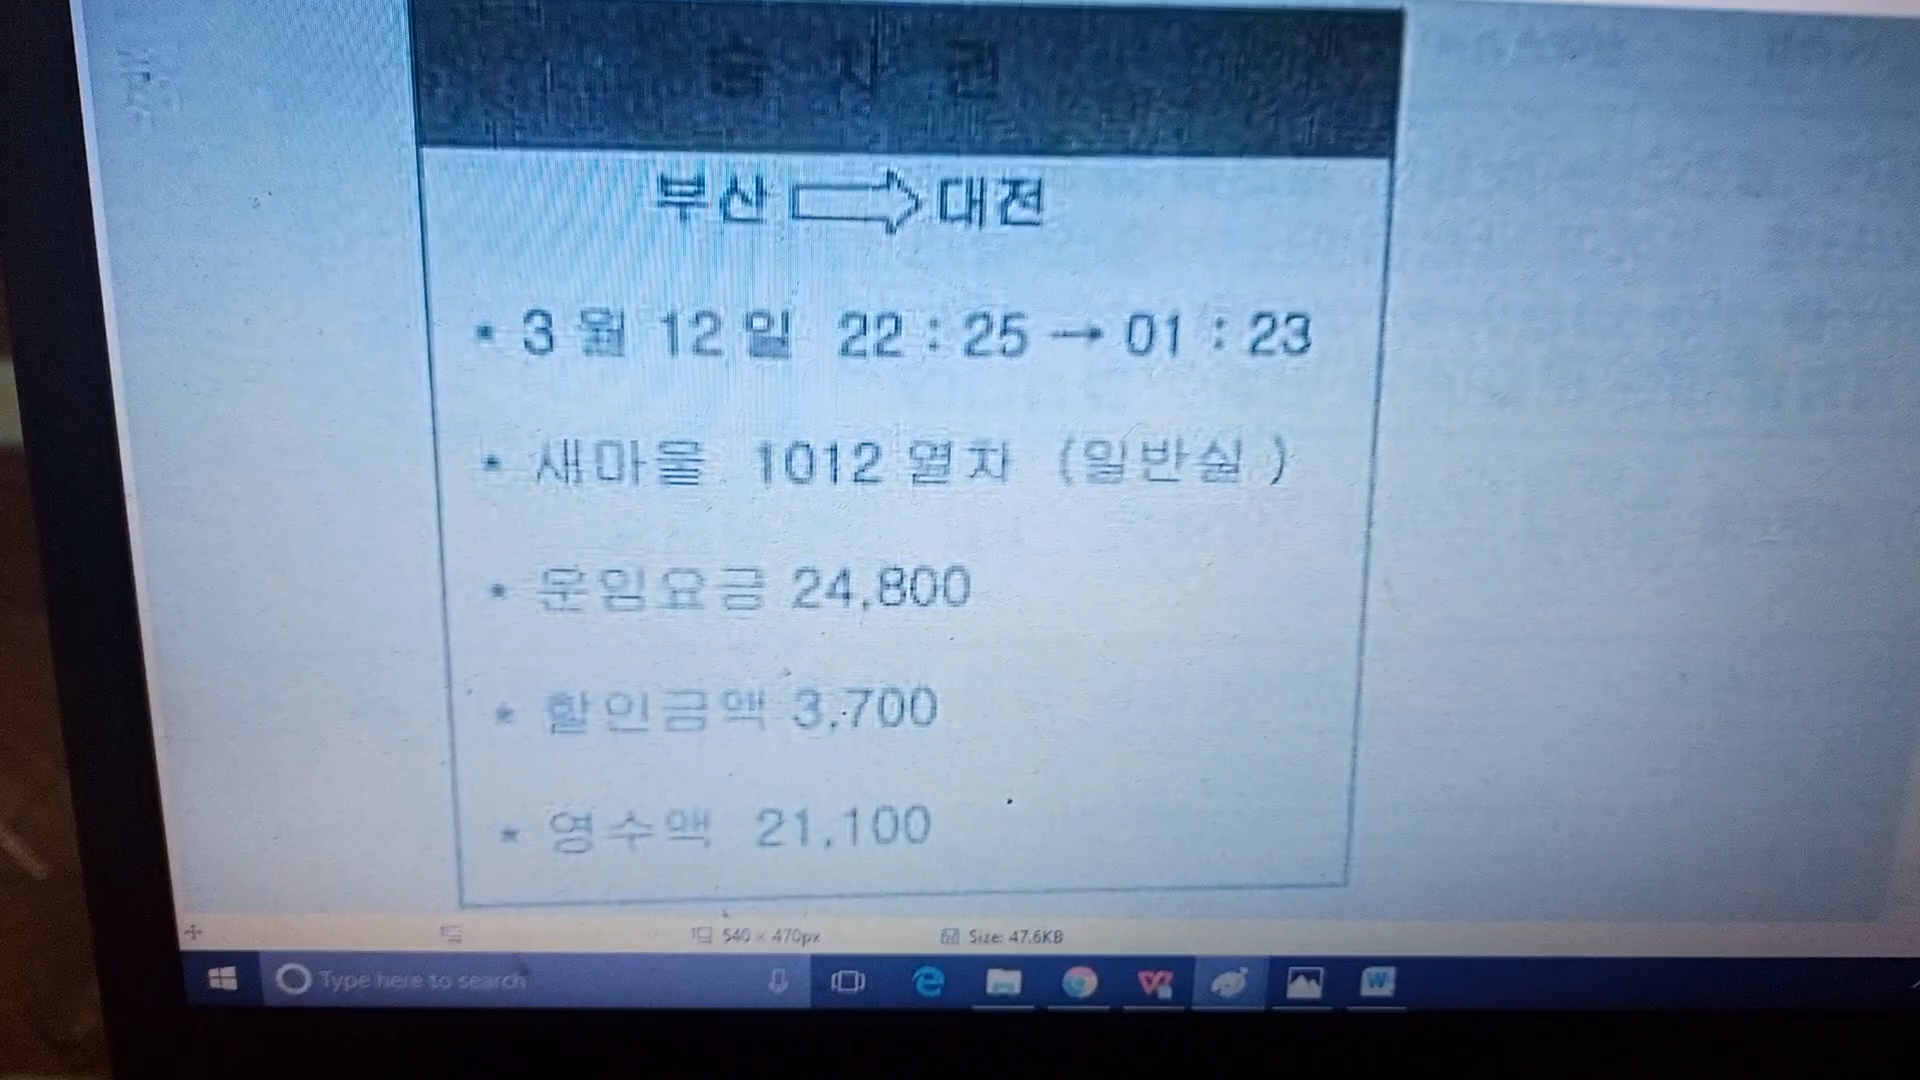 부산 ⇨ 대전
• 3 월 12 일 22 : 25 → 01 : 23
• 새마을 1012 열차 (일반실 )
* 운임요금 24,800
* 할인금액 3,700
* 영수액 21,100
540 × 470px Size: 47.6KB
Type here to search